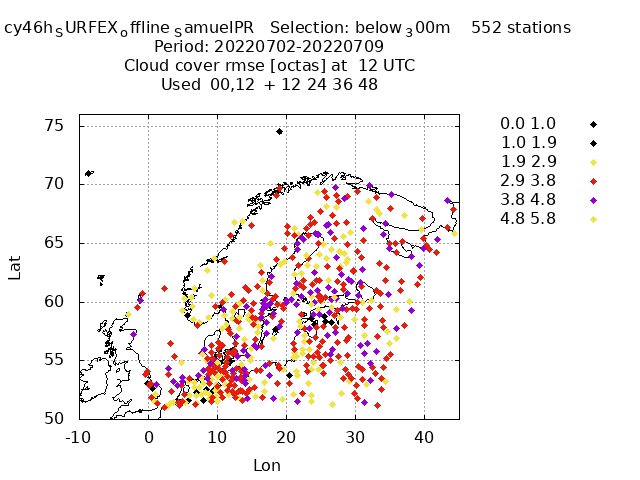 cy46h_SURFEX_offline_SamuelPR   Selection: below_300m    552 stations
Period: 20220702-20220709
Cloud cover rmse [octas] at  12 UTC
Used  00,12  + 12 24 36 48
0.0 1.0
1.0 1.9
1.9 2.9
2.9 3.8
3.8 4.8
4.8 5.8
75
70
65
60
55
50
Lat
-10 0 10 20 30 40
Lon